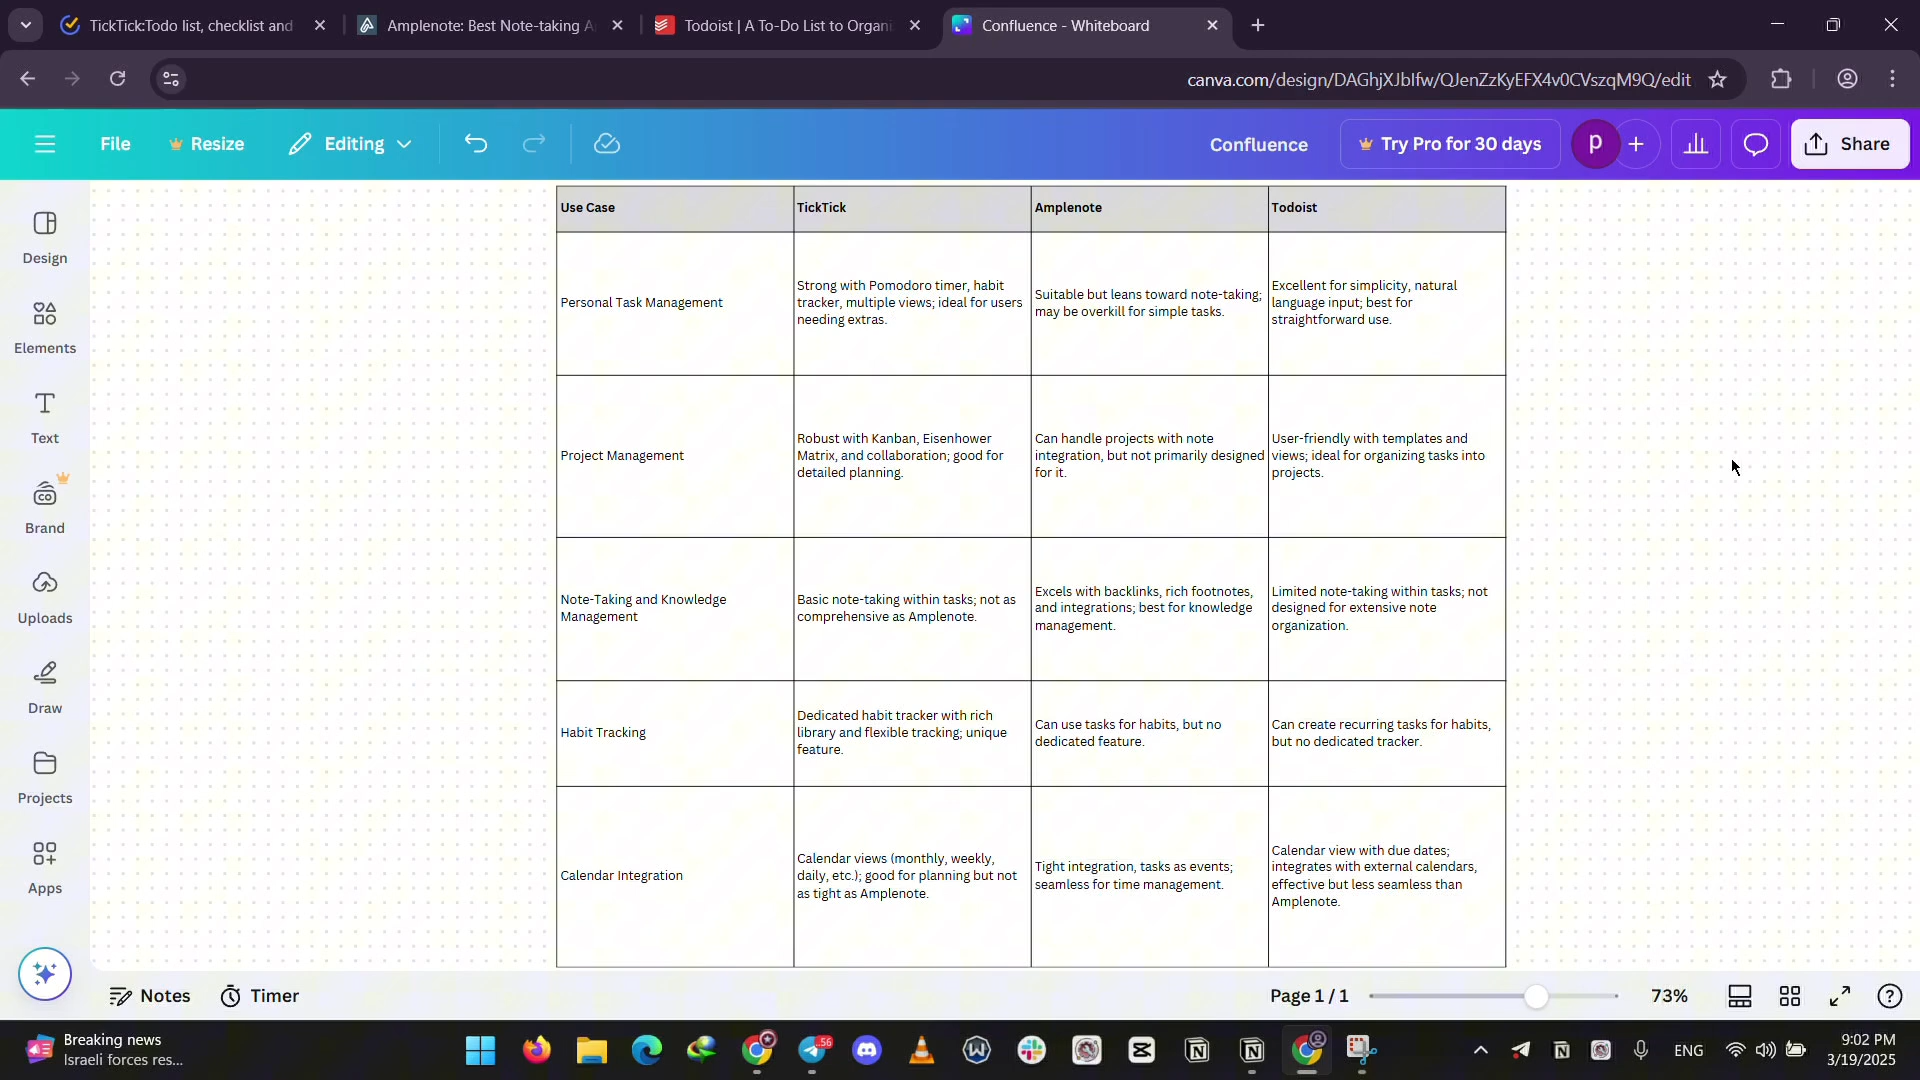 TickTick:Todo list, checklist and
Amplenote: Best Note-taking A
Todoist | A To-Do List to Organi
Confluence - Whiteboard
canva.com/design/DAGhjXJbIfw/QJenZzKyEFX4v0CVszqM9Q/edit
File
Resize
Editing
Confluence
Try Pro for 30 days
p
Share
Design
Elements
Text
Brand
Uploads
Draw
Projects
Apps
Use Case
TickTick
Amplenote
Todoist
Personal Task Management
Strong with Pomodoro timer, habit
tracker, multiple views; ideal for users
needing extras.
Suitable but leans toward note-taking;
may be overkill for simple tasks.
Excellent for simplicity, natural
language input; best for
straightforward use.
Project Management
Robust with Kanban, Eisenhower
Matrix, and collaboration; good for
detailed planning.
Can handle projects with note
integration, but not primarily designed
for it.
User-friendly with templates and
views; ideal for organizing tasks into
projects.
Note-Taking and Knowledge
Management
Basic note-taking within tasks; not as
comprehensive as Amplenote.
Excels with backlinks, rich footnotes,
and integrations; best for knowledge
management.
Limited note-taking within tasks; not
designed for extensive note
organization.
Habit Tracking
Dedicated habit tracker with rich
library and flexible tracking; unique
feature.
Can use tasks for habits, but no
dedicated feature.
Can create recurring tasks for habits,
but no dedicated tracker.
Calendar Integration
Calendar views (monthly, weekly,
daily, etc.); good for planning but not
as tight as Amplenote.
Tight integration, tasks as events;
seamless for time management.
Calendar view with due dates;
integrates with external calendars,
effective but less seamless than
Amplenote.
Notes
Timer
Page 1 / 1
73%
Breaking news
Israeli forces res...
56
ENG
9:02 PM
3/19/2025